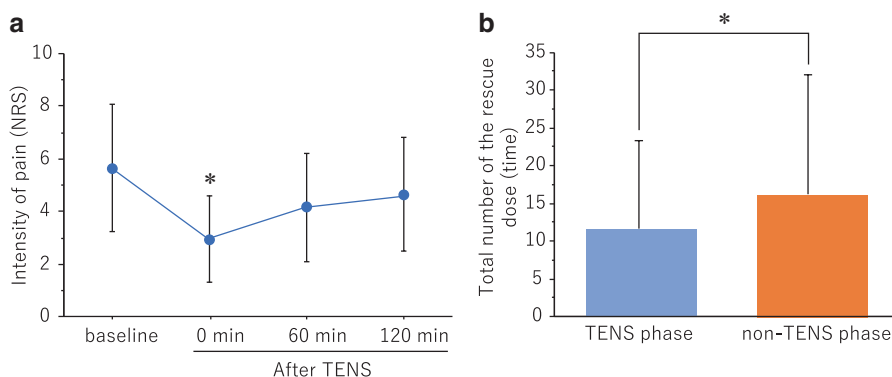 a
Intensity of pain (NRS)
10
8
6
4
2
0
*
baseline
0 min
60 min
120 min
After TENS
b
Total number of the rescue
dose (time)
35
30
25
20
15
10
5
0
*
TENS phase
non-TENS phase